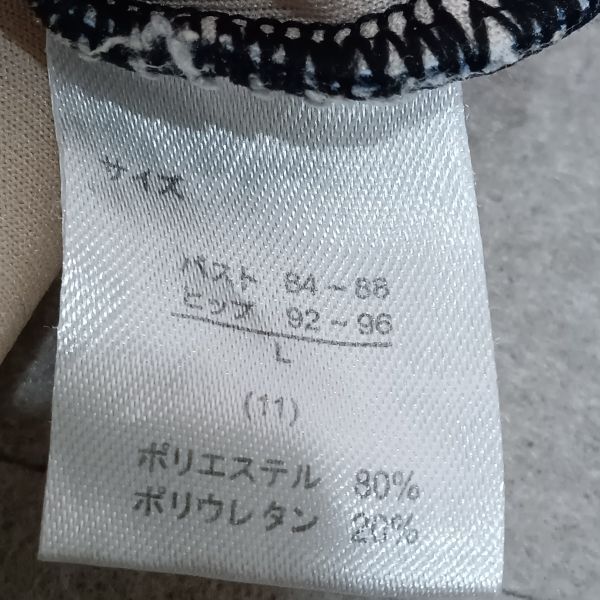 サイズ
バスト 84～88
ヒップ 92～96
L
(11)
ポリエステル 80%
ポリウレタン 20%